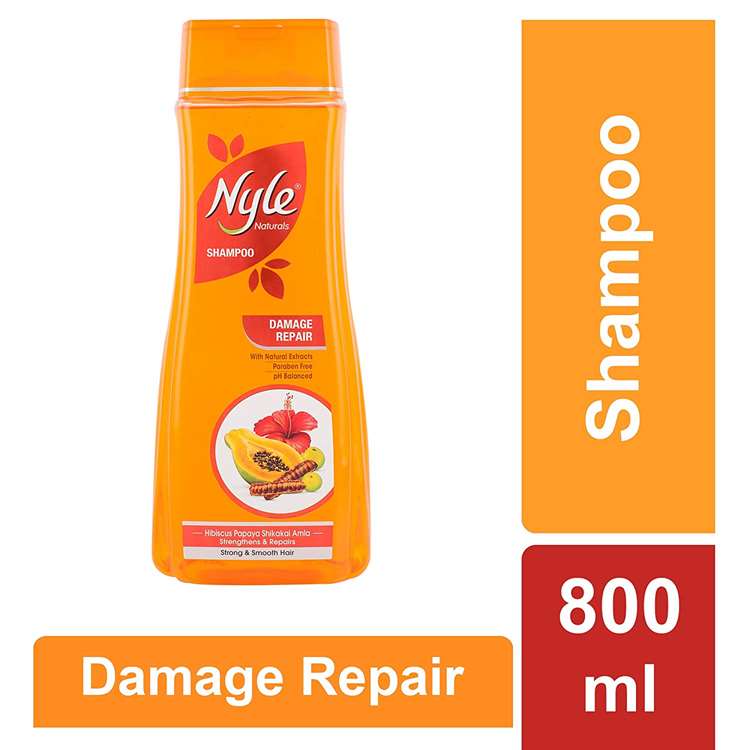 Nyle®
Naturals
SHAMPOO
DAMAGE
REPAIR
With Natural Extracts
Paraben Free
pH Balanced
Hibiscus Papaya Shikakai Amla
Strengthens & Repairs
Strong & Smooth Hair
Shampoo
800
ml
Damage Repair